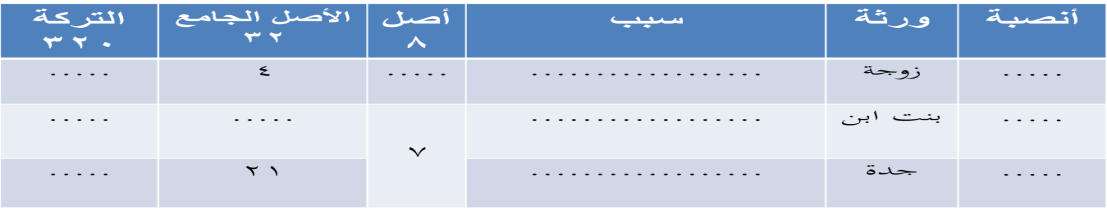 أنصبة ورثة سبب أصل ٨ الأصل الجامع ٣٢ التركة ٣٢٠
..... زوجة .................. ..... ٤ .....
..... بنت ابن .................. ٧ ..... .....
..... جدة .................. ٢١ .....